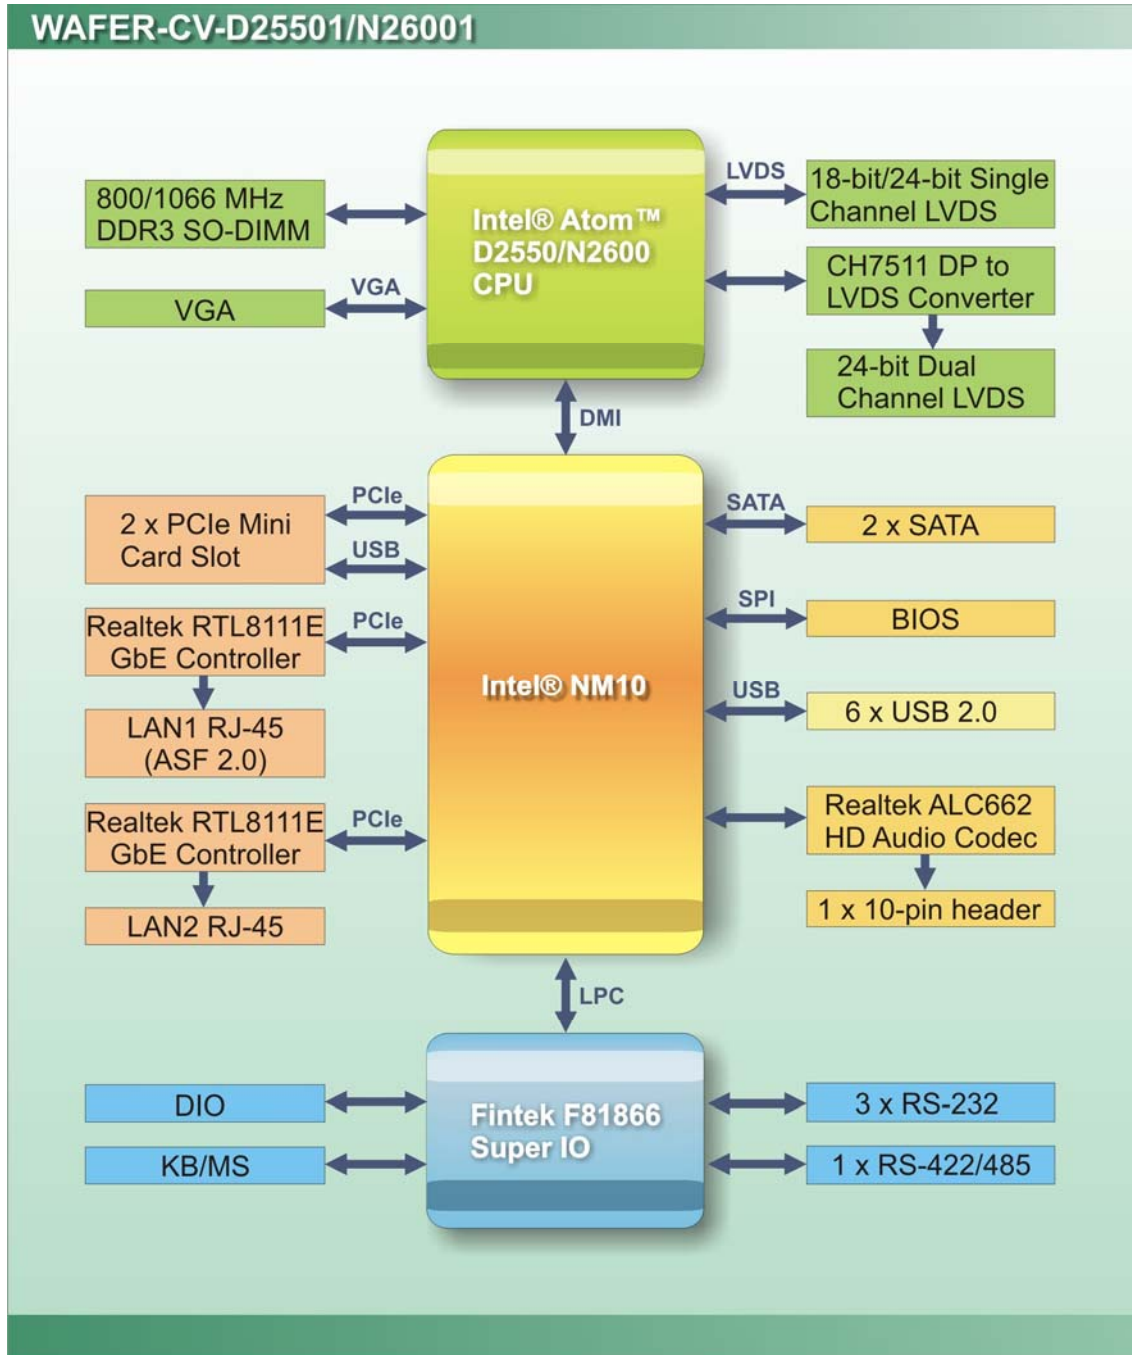 WAFER-CV-D25501/N26001
800/1066 MHz
DDR3 SO-DIMM
VGA
VGA
Intel® Atom™
D2550/N2600
CPU
LVDS
18-bit/24-bit Single
Channel LVDS
CH7511 DP to
LVDS Converter
24-bit Dual
Channel LVDS
DMI
2 x PCIe Mini
Card Slot
PCIe
USB
Realtek RTL8111E
GbE Controller
PCIe
LAN1 RJ-45
(ASF 2.0)
Realtek RTL8111E
GbE Controller
PCIe
LAN2 RJ-45
Intel® NM10
SATA
2 x SATA
SPI
BIOS
USB
6 x USB 2.0
Realtek ALC662
HD Audio Codec
1 x 10-pin header
LPC
DIO
KB/MS
Fintek F81866
Super IO
3 x RS-232
1 x RS-422/485